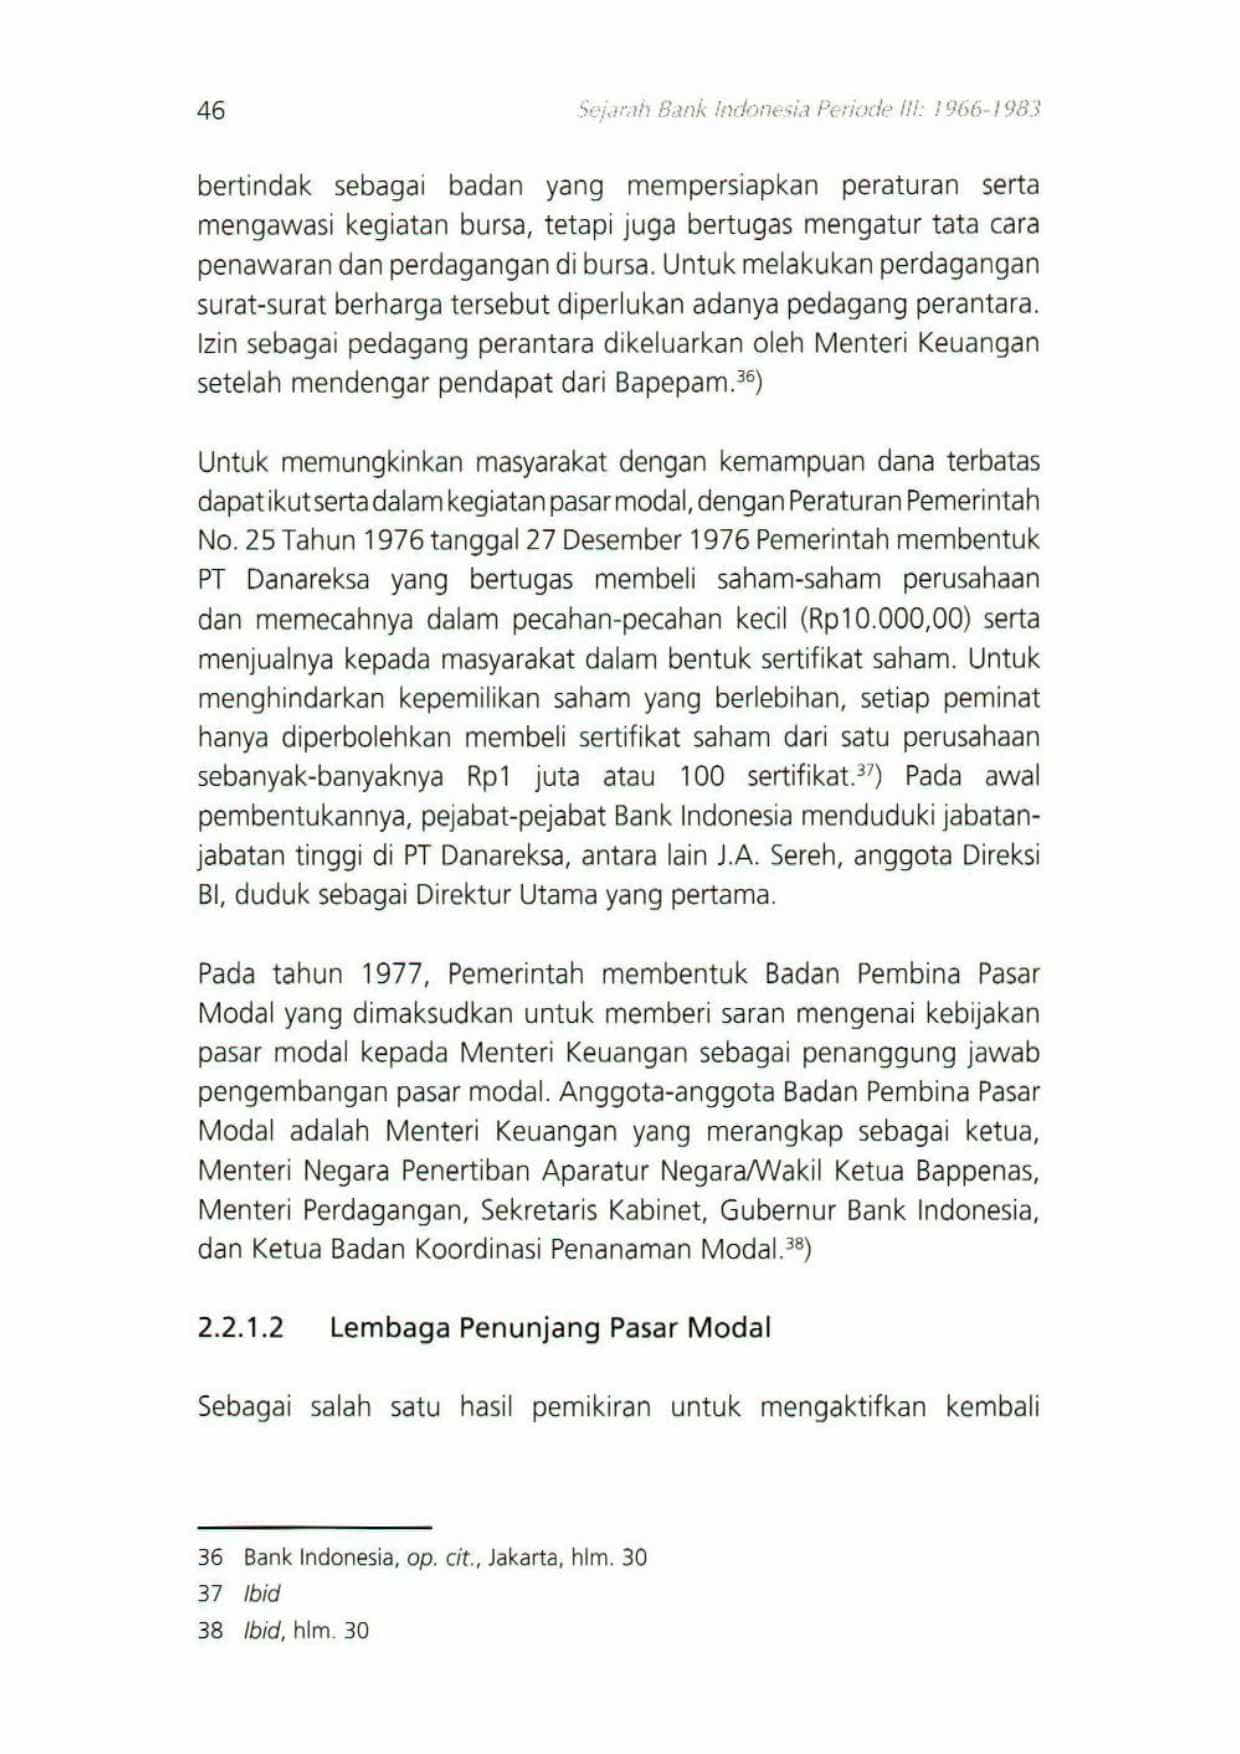 46
Sejarah Bank Indonesia Periode III: 1966-1983
bertindak sebagai badan yang mempersiapkan peraturan serta
mengawasi kegiatan bursa, tetapi juga bertugas mengatur tata cara
penawaran dan perdagangan di bursa. Untuk melakukan perdagangan
surat-surat berharga tersebut diperlukan adanya pedagang perantara.
Izin sebagai pedagang perantara dikeluarkan oleh Menteri Keuangan
setelah mendengar pendapat dari Bapepam.³⁶)
Untuk memungkinkan masyarakat dengan kemampuan dana terbatas
dapat ikut serta dalam kegiatan pasar modal, dengan Peraturan Pemerintah
No. 25 Tahun 1976 tanggal 27 Desember 1976 Pemerintah membentuk
PT Danareksa yang bertugas membeli saham-saham perusahaan
dan memecahnya dalam pecahan-pecahan kecil (Rp10.000,00) serta
menjualnya kepada masyarakat dalam bentuk sertifikat saham. Untuk
menghindarkan kepemilikan saham yang berlebihan, setiap peminat
hanya diperbolehkan membeli sertifikat saham dari satu perusahaan
sebanyak-banyaknya Rp1 juta atau 100 sertifikat.³⁷) Pada awal
pembentukannya, pejabat-pejabat Bank Indonesia menduduki jabatan-
jabatan tinggi di PT Danareksa, antara lain J.A. Sereh, anggota Direksi
BI, duduk sebagai Direktur Utama yang pertama.
Pada tahun 1977, Pemerintah membentuk Badan Pembina Pasar
Modal yang dimaksudkan untuk memberi saran mengenai kebijakan
pasar modal kepada Menteri Keuangan sebagai penanggung jawab
pengembangan pasar modal. Anggota-anggota Badan Pembina Pasar
Modal adalah Menteri Keuangan yang merangkap sebagai ketua,
Menteri Negara Penertiban Aparatur Negara/Wakil Ketua Bappenas,
Menteri Perdagangan, Sekretaris Kabinet, Gubernur Bank Indonesia,
dan Ketua Badan Koordinasi Penanaman Modal.³⁸)
2.2.1.2 Lembaga Penunjang Pasar Modal
Sebagai salah satu hasil pemikiran untuk mengaktifkan kembali
36 Bank Indonesia, op. cit., Jakarta, hlm. 30
37 Ibid
38 Ibid, hlm. 30